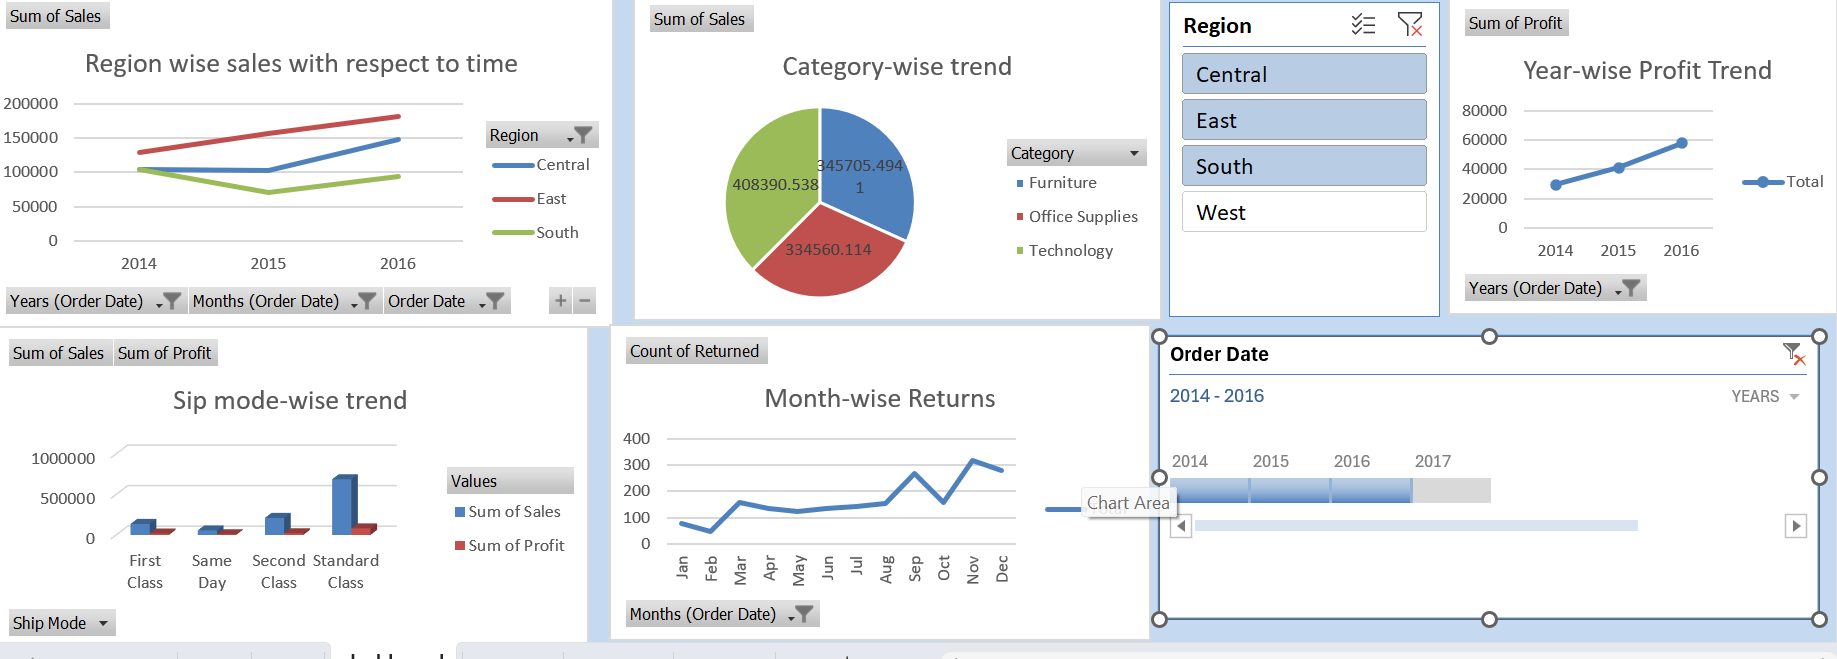 Sum of Sales
Region wise sales with respect to time
200000
150000
100000
50000
0
2014 2015 2016
Region
Central
East
South
Years (Order Date) Months (Order Date) Order Date
+ −
Sum of Sales
Category-wise trend
345705.494
1
408390.538
334560.114
Category
Furniture
Office Supplies
Technology
Region
Central
East
South
West
Sum of Profit
Year-wise Profit Trend
80000
60000
40000
20000
0
2014 2015 2016
Total
Years (Order Date)
Sum of Sales Sum of Profit
Sip mode-wise trend
1000000
500000
0
First Class
Same Day
Second Class
Standard Class
Values
Sum of Sales
Sum of Profit
Ship Mode
Count of Returned
Month-wise Returns
400
300
200
100
0
Jan Feb Mar Apr May Jun Jul Aug Sep Oct Nov Dec
Chart Area
Months (Order Date)
Order Date
2014 - 2016
YEARS
2014 2015 2016 2017